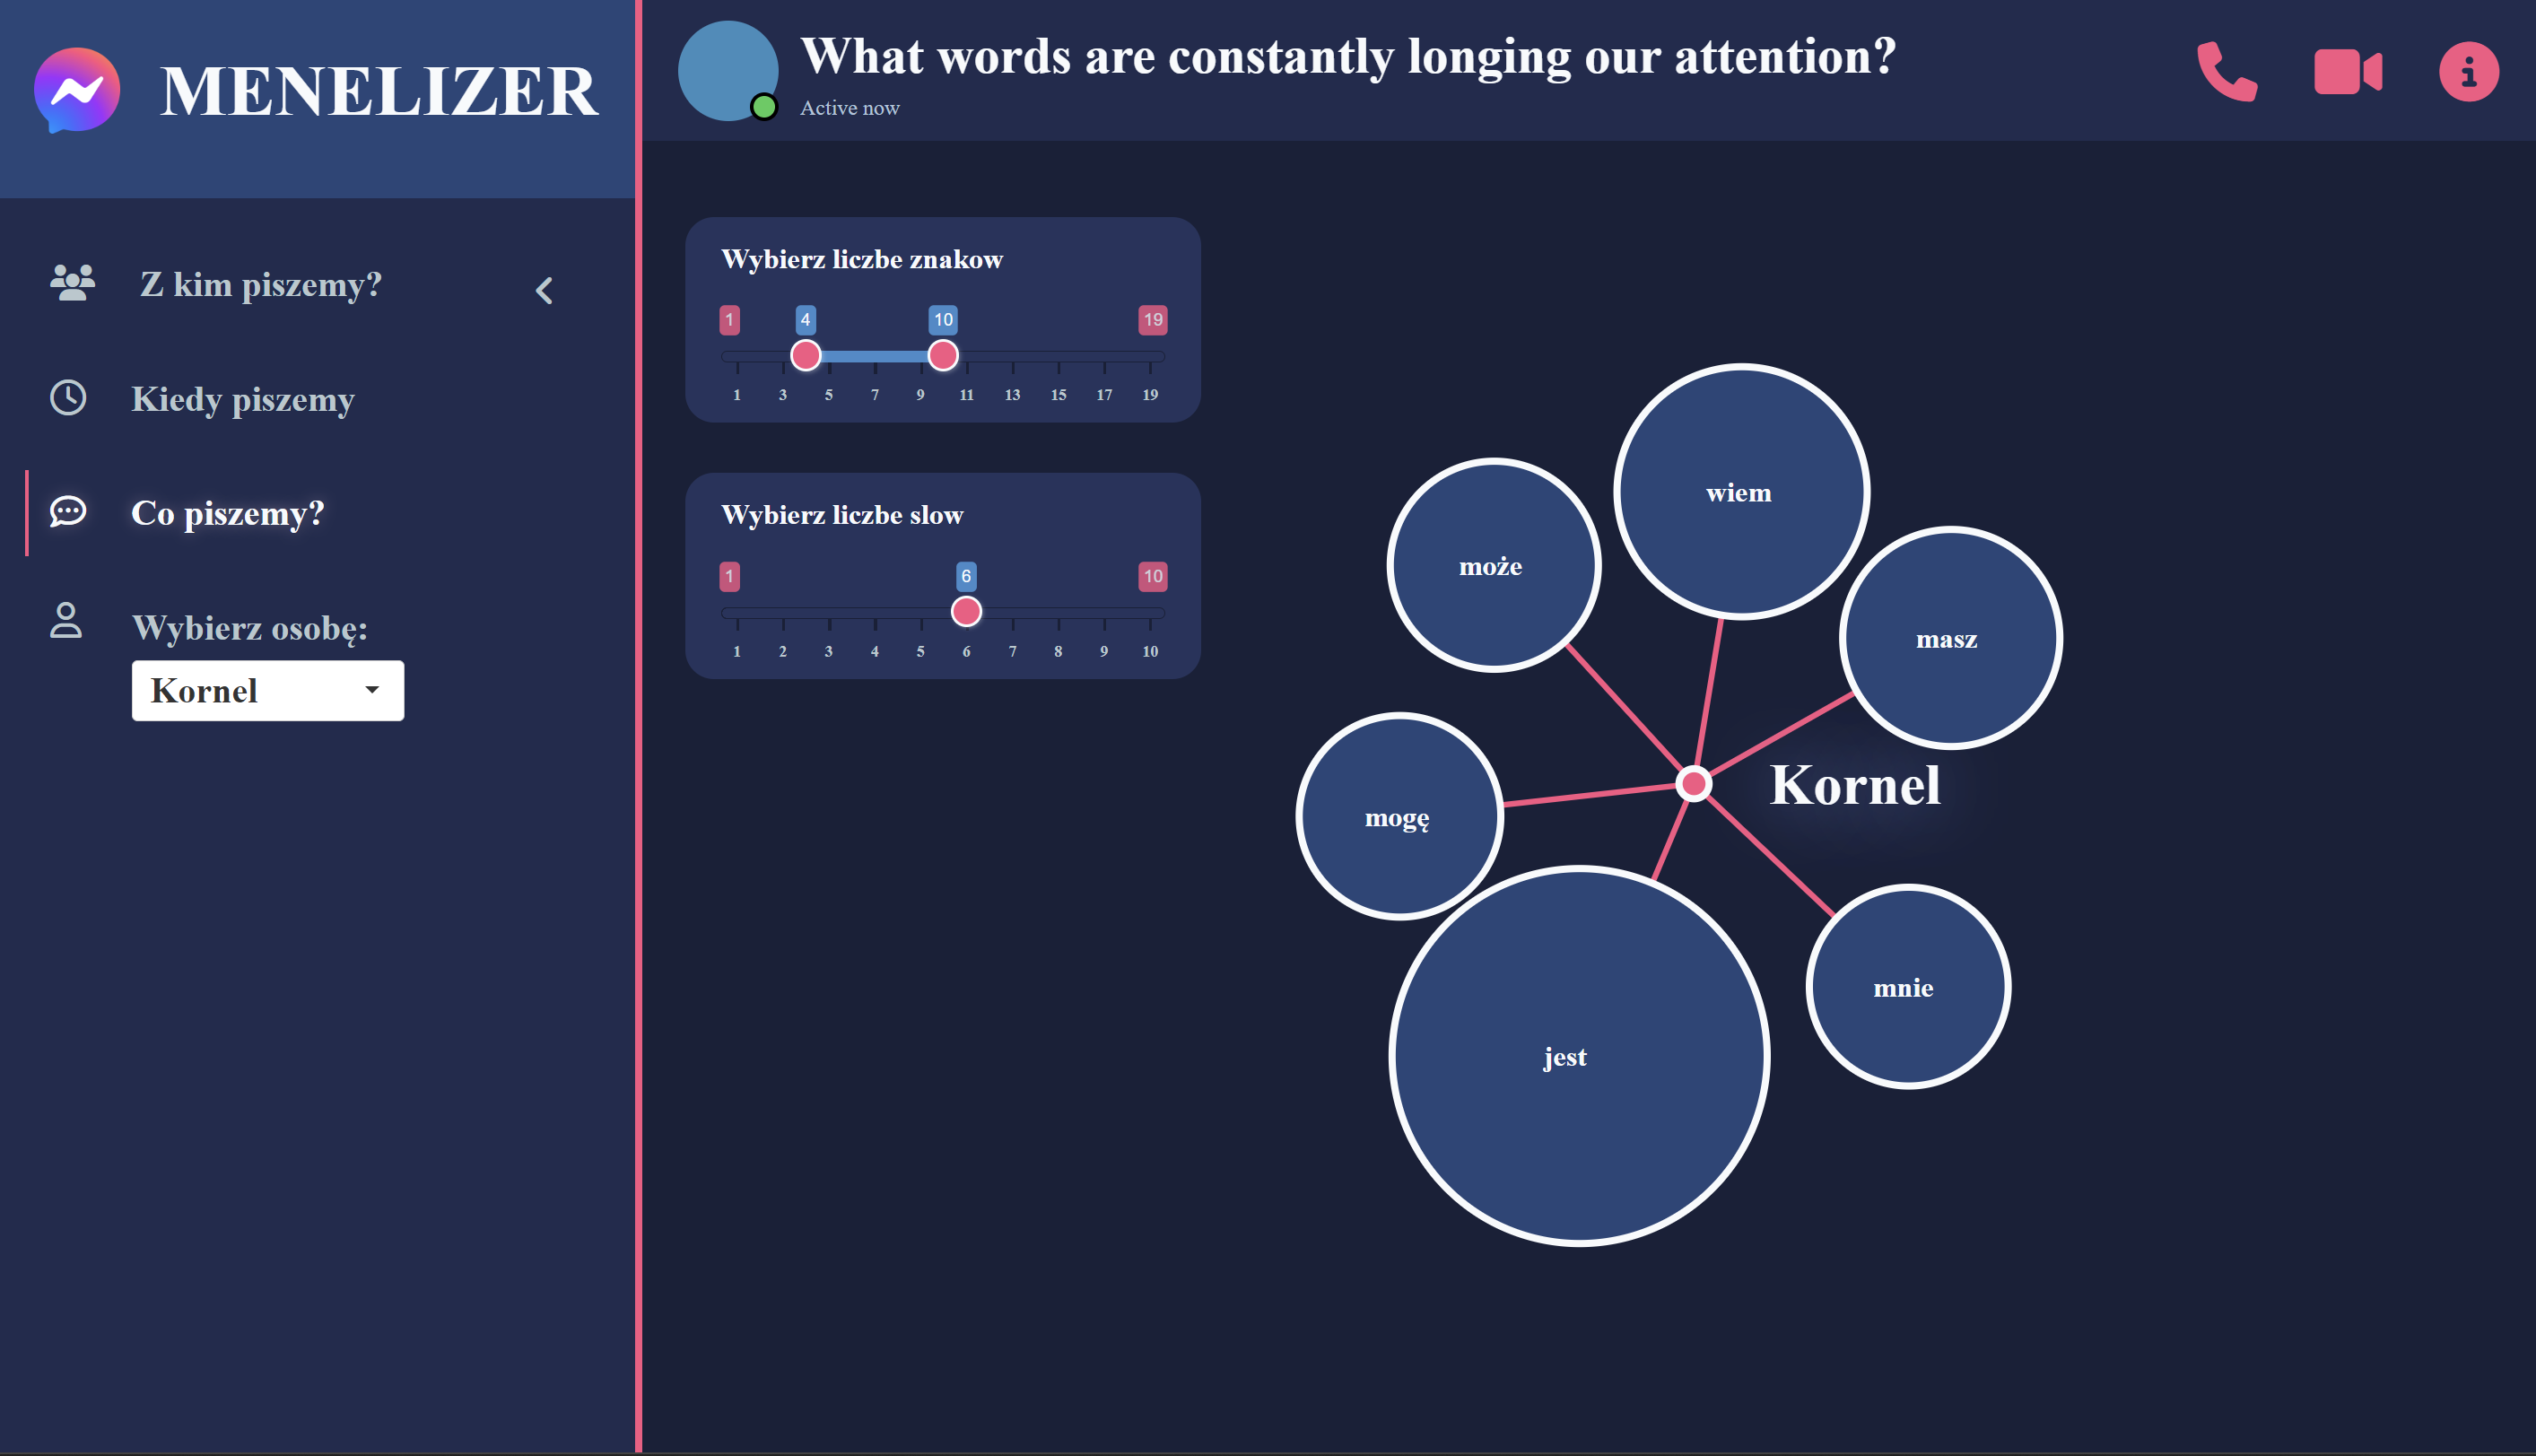 MENELIZER
What words are constantly longing our attention?
Active now
Z kim piszemy?
Kiedy piszemy
Co piszemy?
Wybierz osobę:
Kornel
Wybierz liczbe znakow
1 4 10 19
1 3 5 7 9 11 13 15 17 19
Wybierz liczbe slow
1 6 10
1 2 3 4 5 6 7 8 9 10
wiem
może
masz
Kornel
mogę
mnie
jest